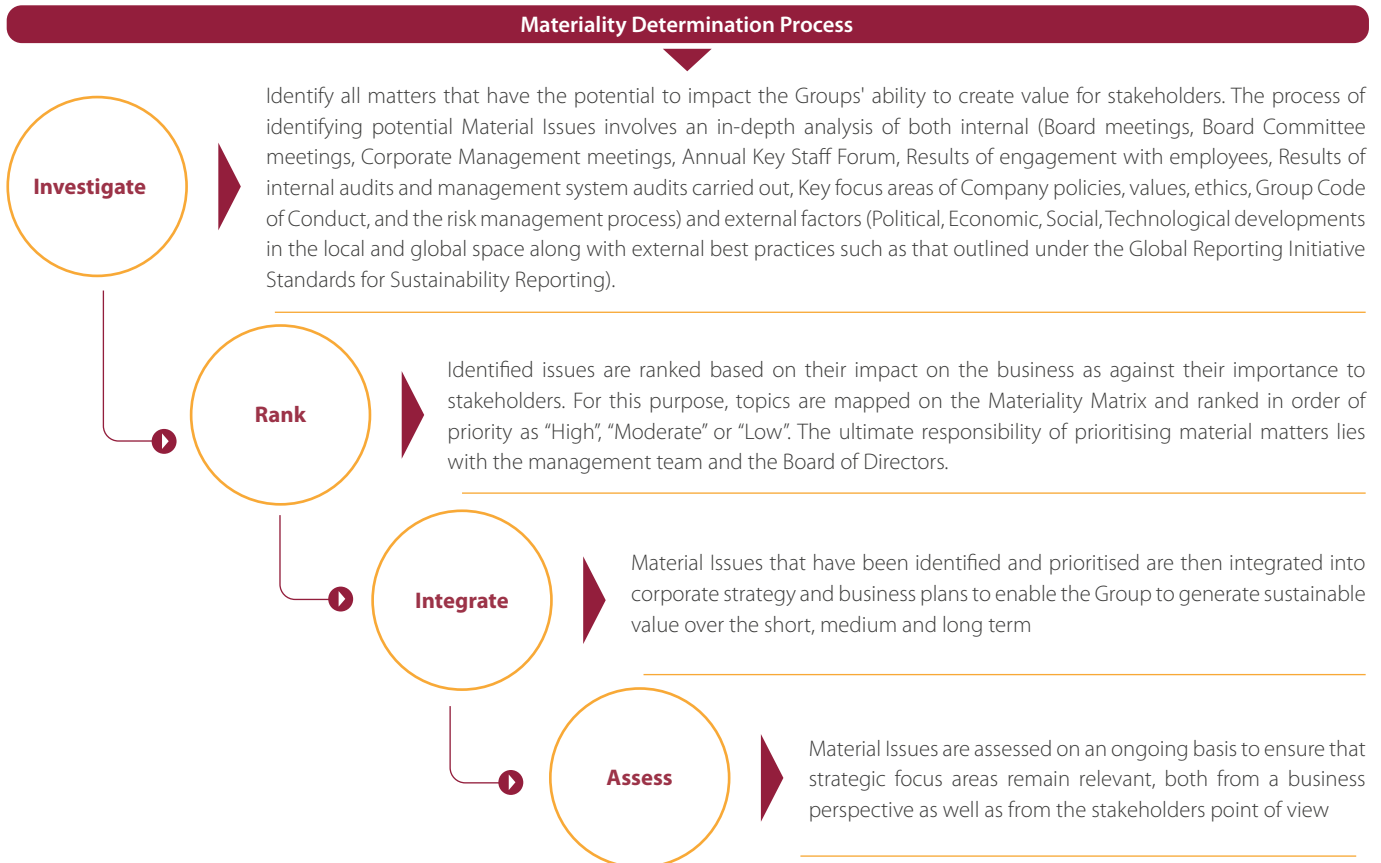 Materiality Determination Process
Investigate
Identify all matters that have the potential to impact the Groups' ability to create value for stakeholders. The process of
identifying potential Material Issues involves an in-depth analysis of both internal (Board meetings, Board Committee
meetings, Corporate Management meetings, Annual Key Staff Forum, Results of engagement with employees, Results of
internal audits and management system audits carried out, Key focus areas of Company policies, values, ethics, Group Code
of Conduct, and the risk management process) and external factors (Political, Economic, Social, Technological developments
in the local and global space along with external best practices such as that outlined under the Global Reporting Initiative
Standards for Sustainability Reporting).
Rank
Identified issues are ranked based on their impact on the business as against their importance to
stakeholders. For this purpose, topics are mapped on the Materiality Matrix and ranked in order of
priority as “High”, “Moderate” or “Low”. The ultimate responsibility of prioritising material matters lies
with the management team and the Board of Directors.
Integrate
Material Issues that have been identified and prioritised are then integrated into
corporate strategy and business plans to enable the Group to generate sustainable
value over the short, medium and long term
Assess
Material Issues are assessed on an ongoing basis to ensure that
strategic focus areas remain relevant, both from a business
perspective as well as from the stakeholders point of view